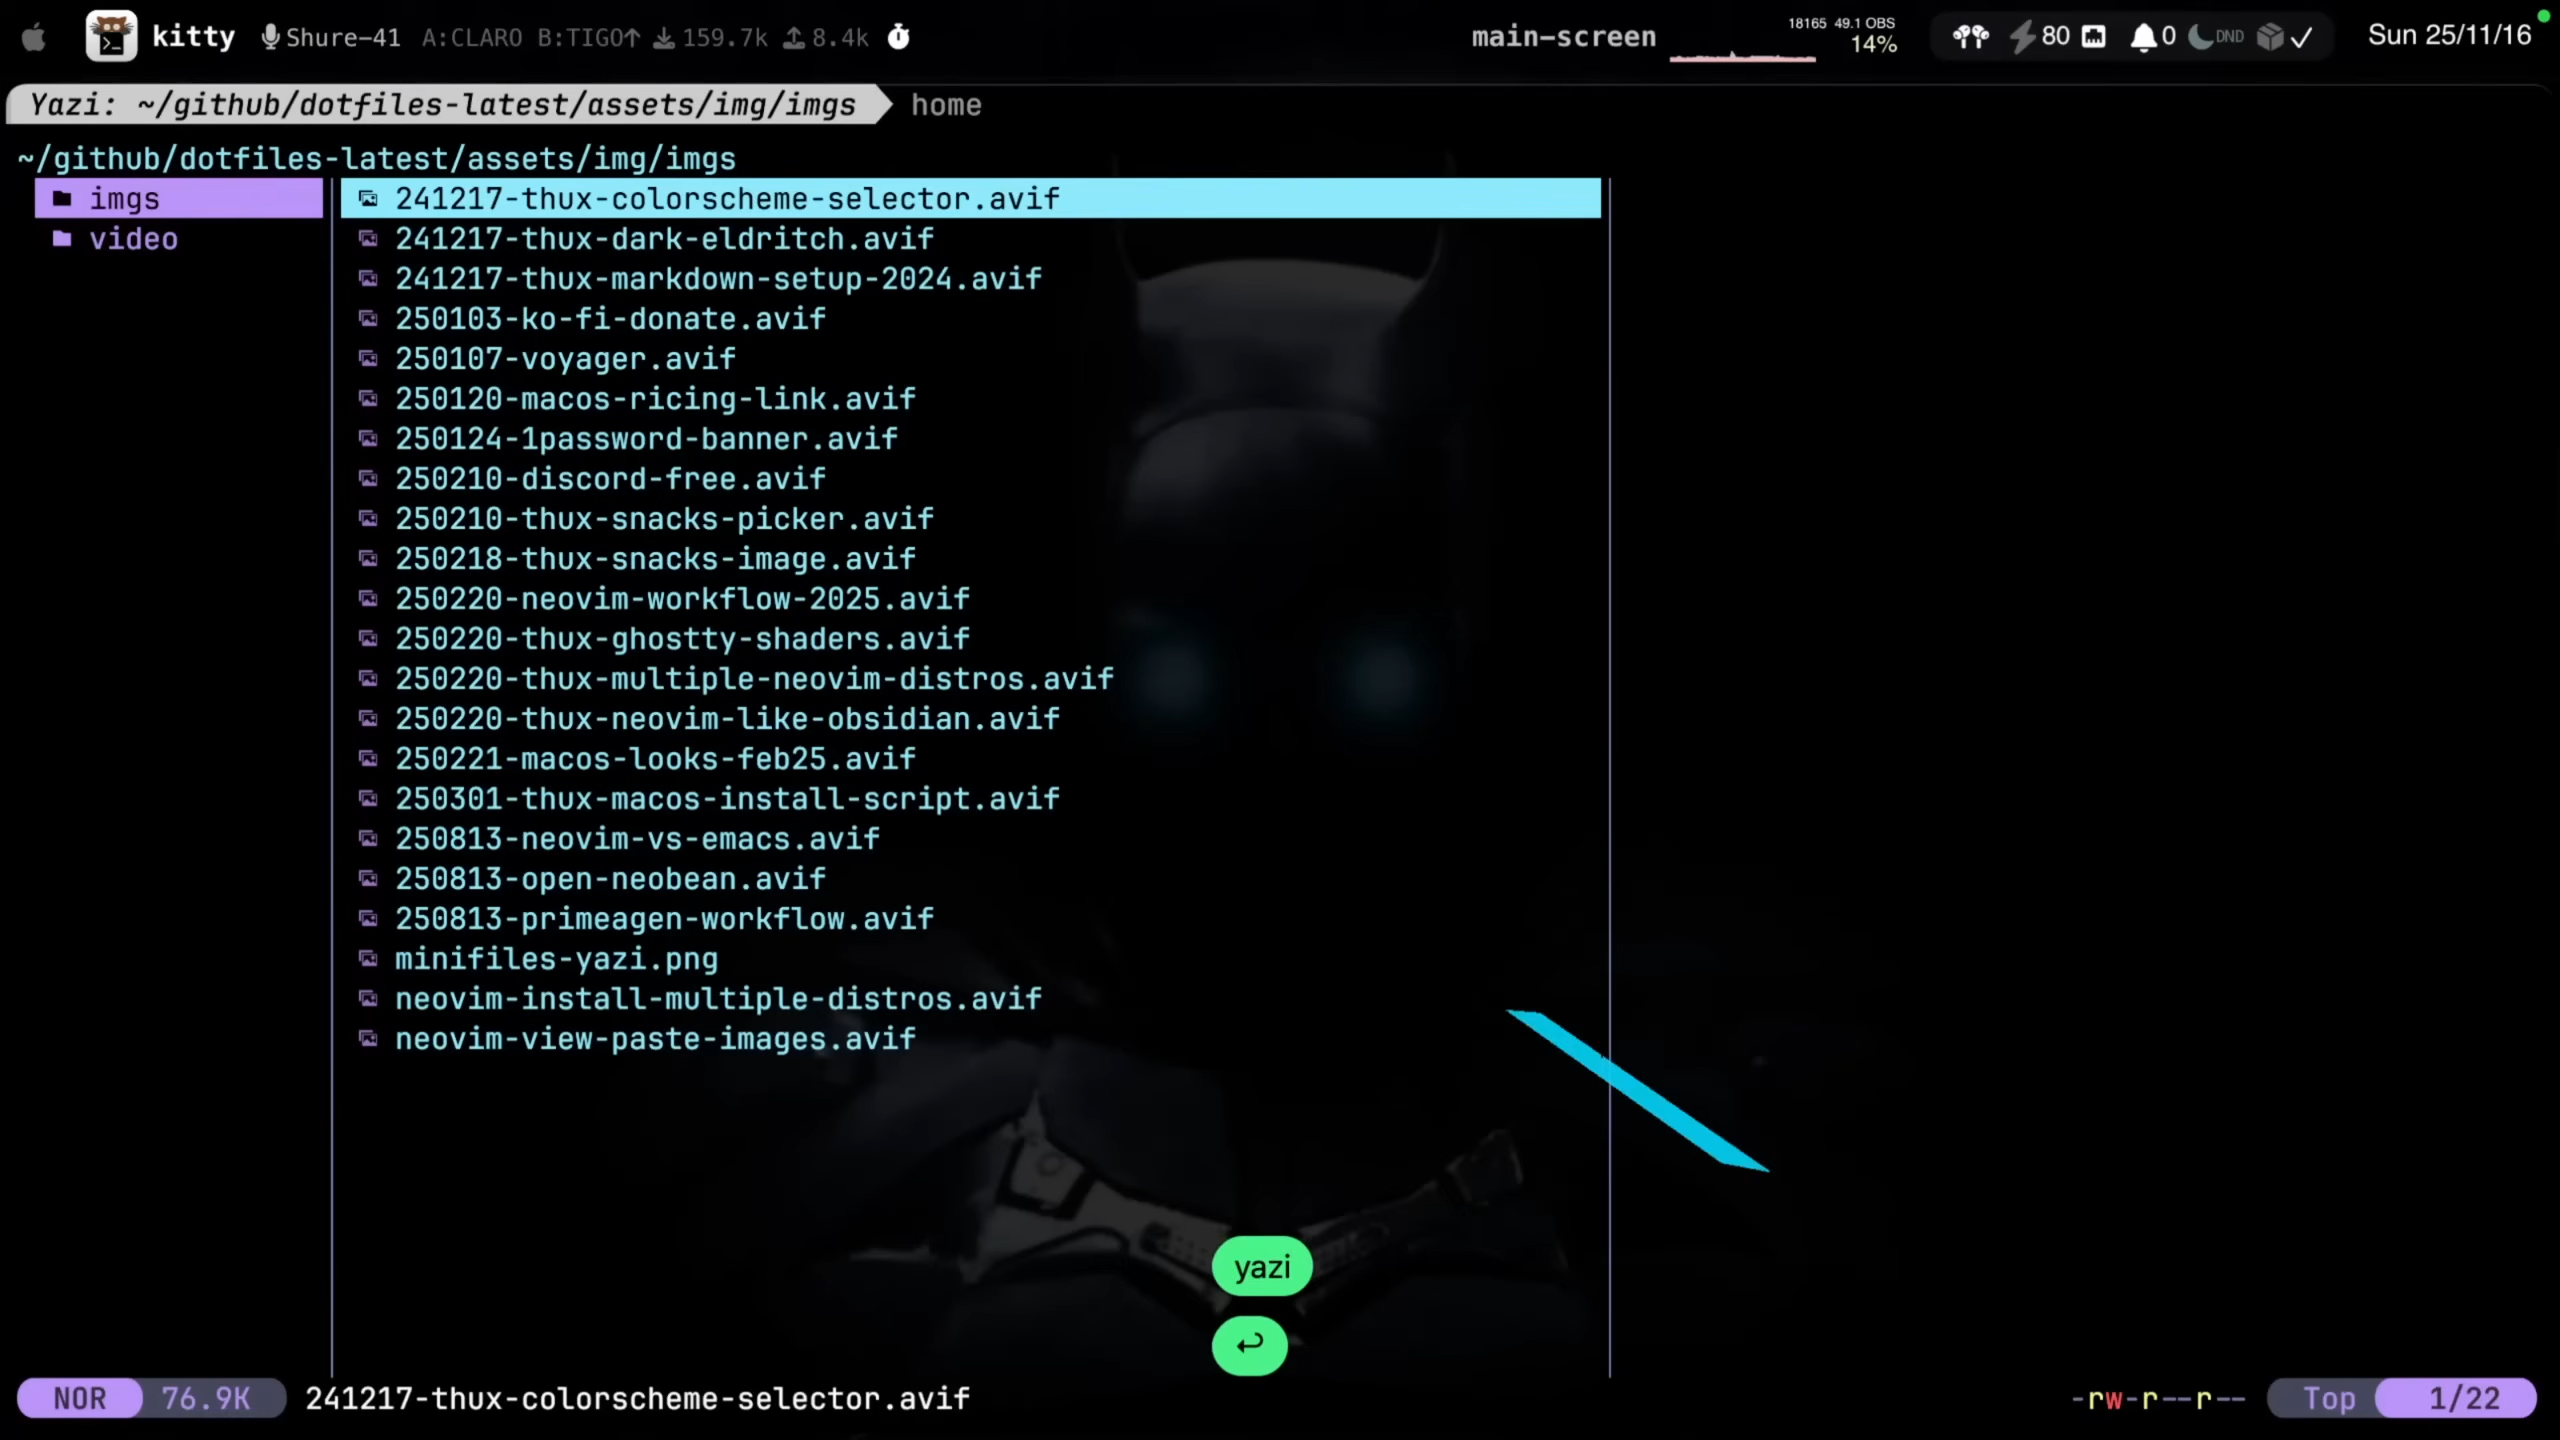 kitty Shure-41 A:CLARO B:TIGO↑ 159.7k 8.4k main-screen 18165 49.1 OBS 14% 80 0 DND Sun 25/11/16
Yazi: ~/github/dotfiles-latest/assets/img/imgs home
~/github/dotfiles-latest/assets/img/imgs
imgs 241217-thux-colorscheme-selector.avif
video 241217-thux-dark-eldritch.avif
241217-thux-markdown-setup-2024.avif
250103-ko-fi-donate.avif
250107-voyager.avif
250120-macos-ricing-link.avif
250124-1password-banner.avif
250210-discord-free.avif
250210-thux-snacks-picker.avif
250218-thux-snacks-image.avif
250220-neovim-workflow-2025.avif
250220-thux-ghostty-shaders.avif
250220-thux-multiple-neovim-distros.avif
250220-thux-neovim-like-obsidian.avif
250221-macos-looks-feb25.avif
250301-thux-macos-install-script.avif
250813-neovim-vs-emacs.avif
250813-open-neobean.avif
250813-primeagen-workflow.avif
minifiles-yazi.png
neovim-install-multiple-distros.avif
neovim-view-paste-images.avif
yazi
NOR 76.9K 241217-thux-colorscheme-selector.avif -rw-r--r-- Top 1/22